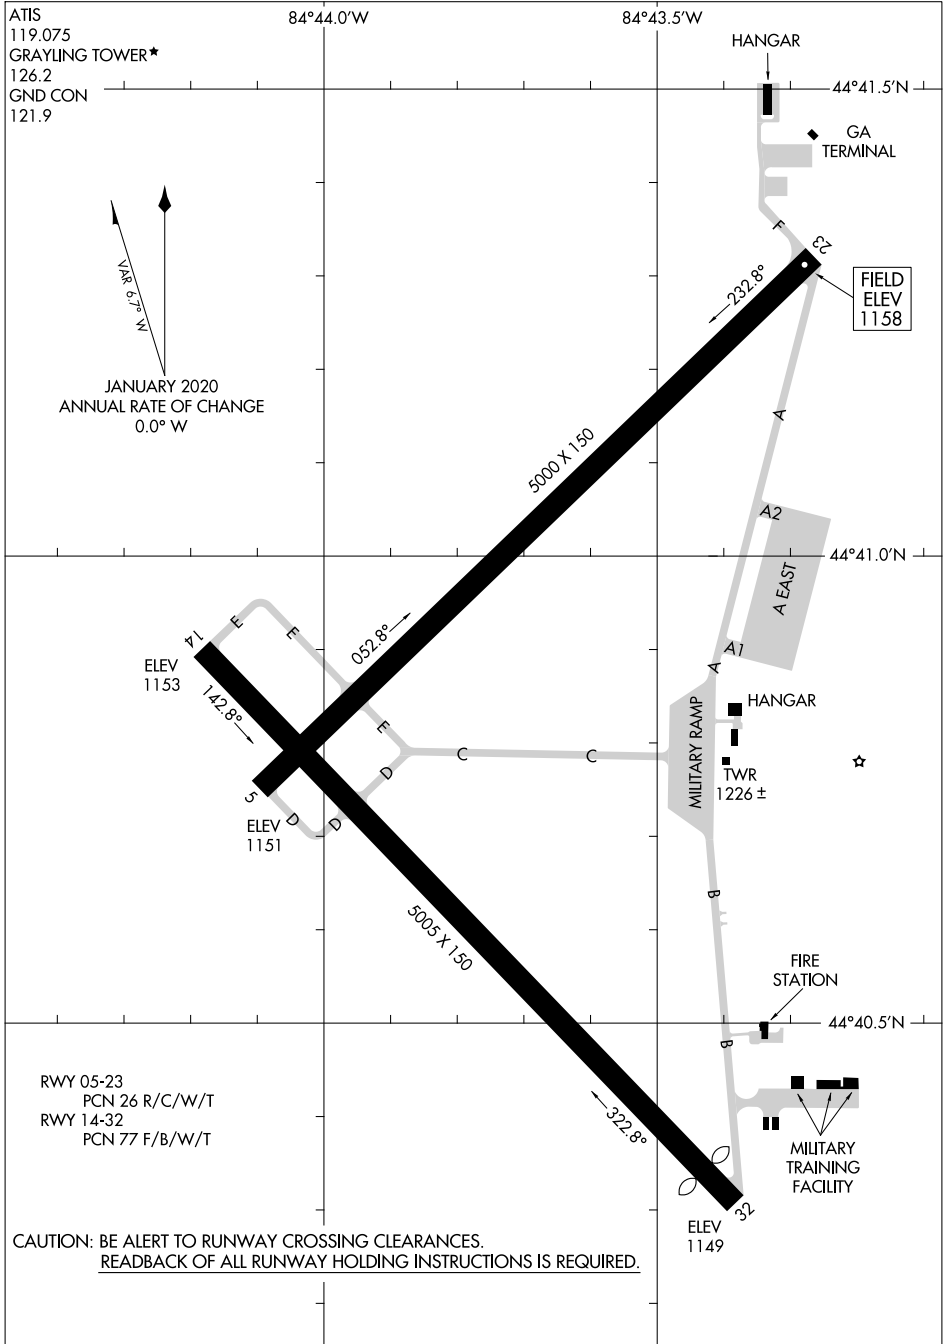 ATIS
119.075
GRAYLING TOWER★
126.2
GND CON
121.9
84°44.0'W
84°43.5'W
HANGAR
44°41.5'N
GA
TERMINAL
F
23
232.8°
FIELD
ELEV
1158
VAR 6.7° W
JANUARY 2020
ANNUAL RATE OF CHANGE
0.0° W
A
5000 X 150
A2
44°41.0'N
A EAST
E
E
14
052.8°
A1
A
ELEV
1153
142.8°
HANGAR
E
C
C
MILITARY RAMP
D
TWR
1226 ±
5
D
D
ELEV
1151
B
5005 X 150
FIRE
STATION
44°40.5'N
B
RWY 05-23
PCN 26 R/C/W/T
RWY 14-32
PCN 77 F/B/W/T
322.8°
MILITARY
TRAINING
FACILITY
32
ELEV
1149
CAUTION: BE ALERT TO RUNWAY CROSSING CLEARANCES.
READBACK OF ALL RUNWAY HOLDING INSTRUCTIONS IS REQUIRED.